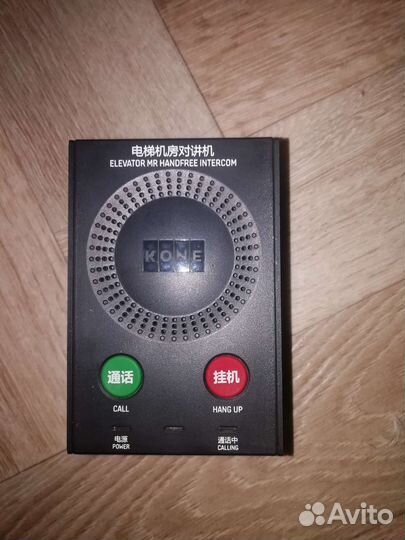 电梯机房对讲机
ELEVATOR MR HANDFREE INTERCOM
KONE
通话
挂机
CALL
HANG UP
电源
POWER
通话中
CALLING
Avito